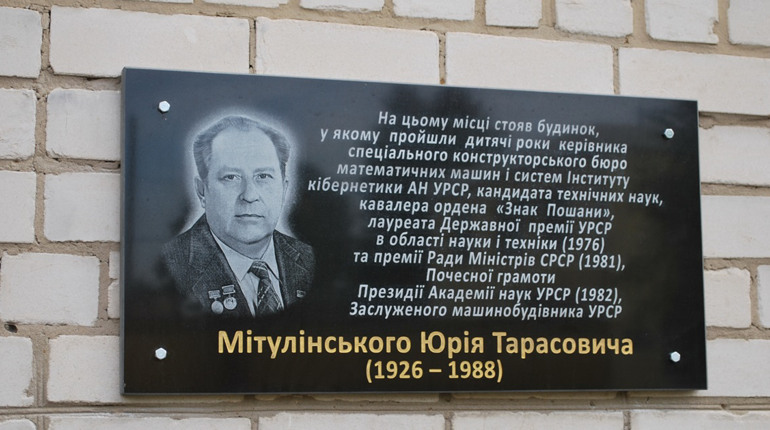 На цьому місці стояв будинок,
у якому пройшли дитячі роки керівника
спеціального конструкторського бюро
математичних машин і систем Інституту
кібернетики АН УРСР, кандидата технічних наук,
кавалера ордена «Знак Пошани»,
лауреата Державної премії УРСР
в області науки і техніки (1976)
та премії Ради Міністрів СРСР (1981),
Почесної грамоти
Президії Академії наук УРСР (1982),
Заслуженого машинобудівника УРСР
Мітулінського Юрія Тарасовича
(1926 – 1988)